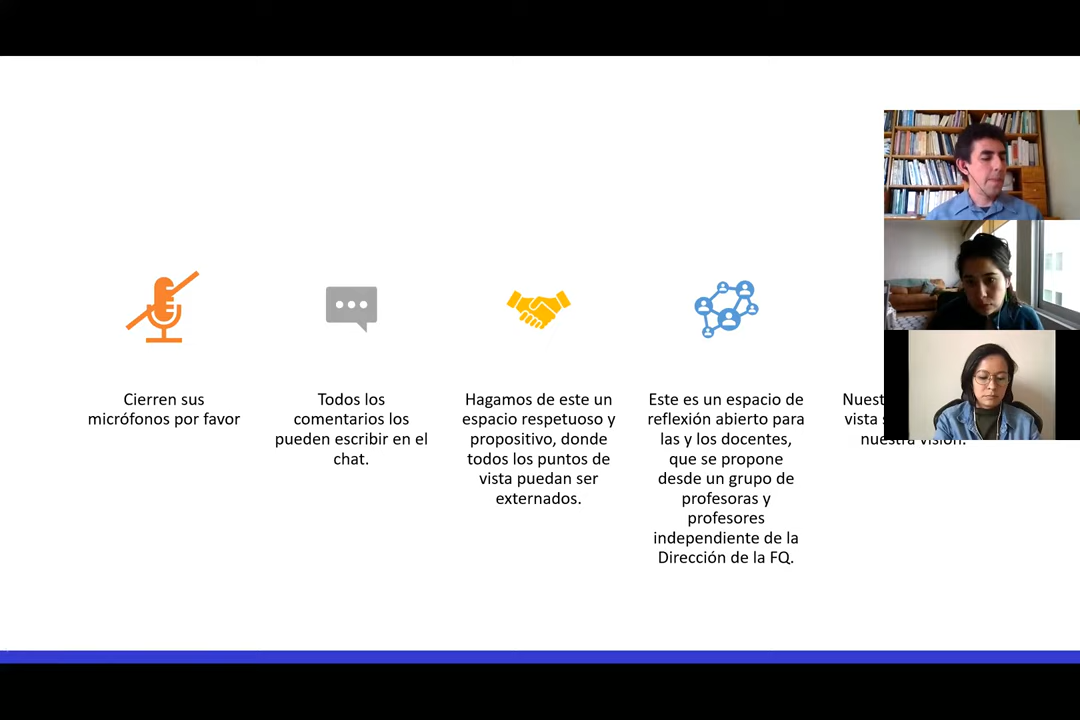 Cierren sus
micrófonos por favor
Todos los
comentarios los
pueden escribir en el
chat.
Hagamos de este un
espacio respetuoso y
propositivo, donde
todos los puntos de
vista puedan ser
externados.
Este es un espacio de
reflexión abierto para
las y los docentes,
que se propone
desde un grupo de
profesoras y
profesores
independiente de la
Dirección de la FQ.
vista
nuestra visión.